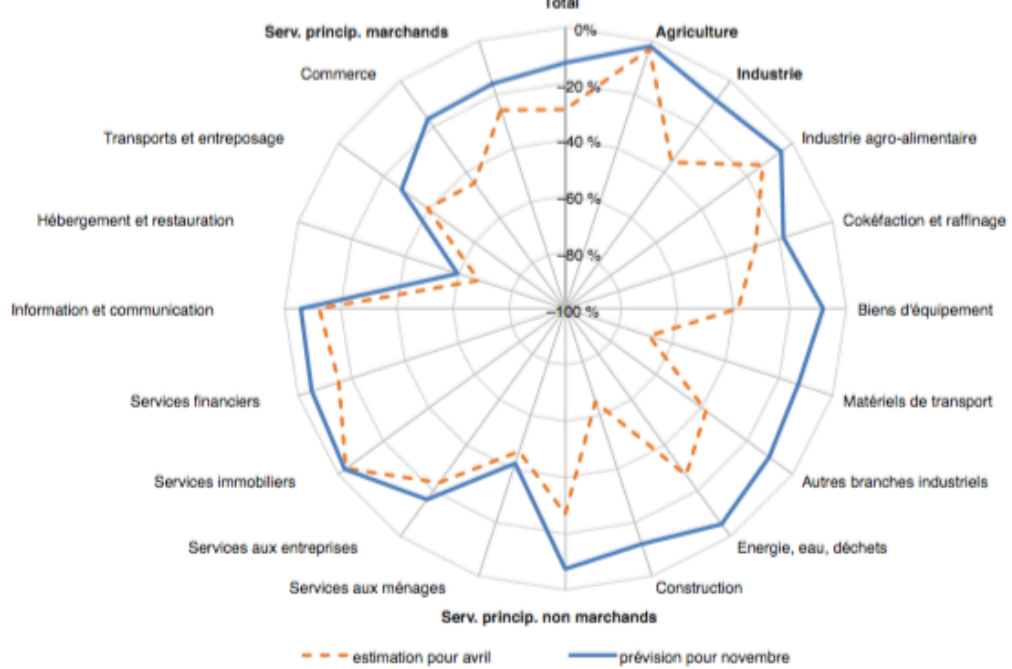 Total
0%
−20 %
−40 %
−60 %
−80 %
−100 %
Agriculture
Industrie
Industrie agro-alimentaire
Cokéfaction et raffinage
Biens d'équipement
Matériels de transport
Autres branches industriels
Energie, eau, déchets
Construction
Serv. princip. non marchands
Services aux ménages
Services aux entreprises
Services immobiliers
Services financiers
Information et communication
Hébergement et restauration
Transports et entreposage
Commerce
Serv. princip. marchands
estimation pour avril
prévision pour novembre